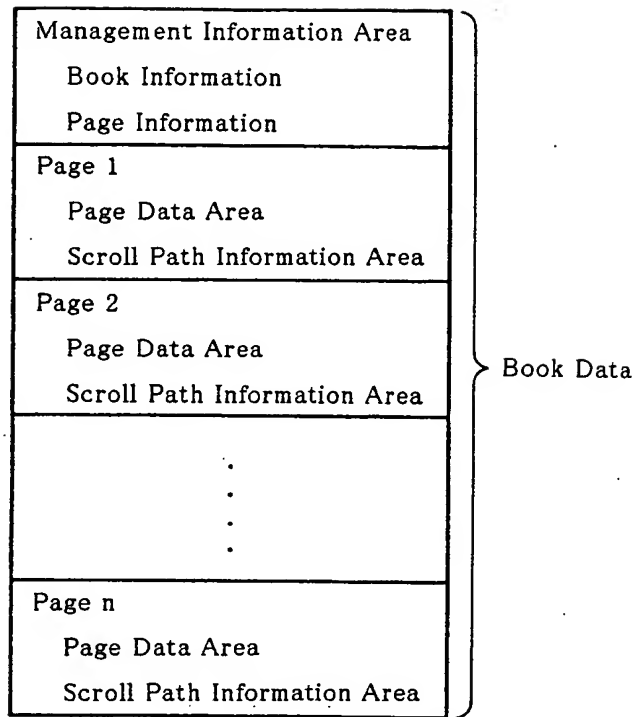 Management Information Area
Book Information
Page Information
Page 1
Page Data Area
Scroll Path Information Area
Page 2
Page Data Area
Scroll Path Information Area
Book Data
Page n
Page Data Area
Scroll Path Information Area